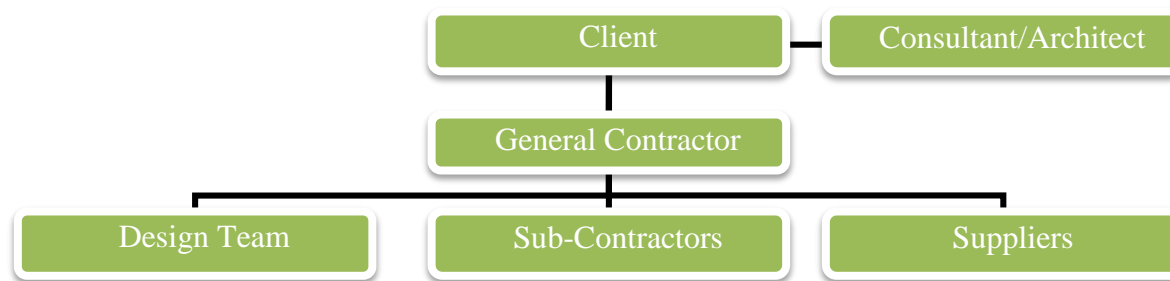 Client
Consultant/Architect
General Contractor
Design Team
Sub-Contractors
Suppliers